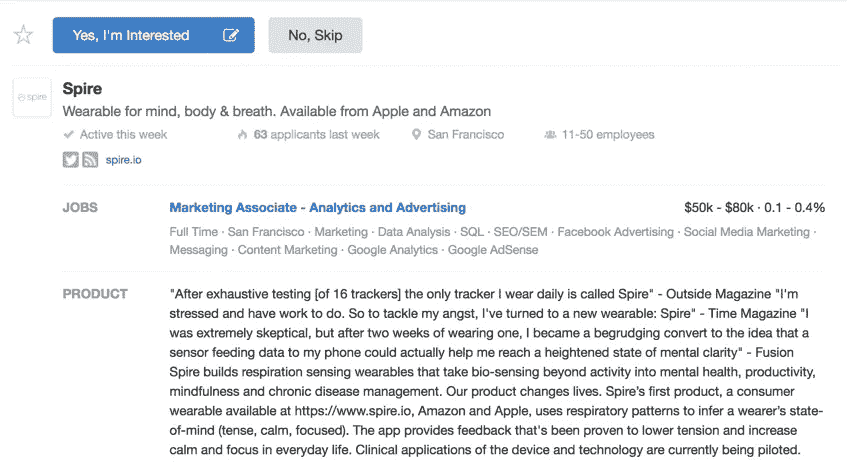 Yes, I'm Interested
No, Skip
spire
Spire
Wearable for mind, body & breath. Available from Apple and Amazon
Active this week
63 applicants last week
San Francisco
11-50 employees
spire.io
JOBS
Marketing Associate - Analytics and Advertising
$50k - $80k · 0.1 - 0.4%
Full Time · San Francisco · Marketing · Data Analysis · SQL · SEO/SEM · Facebook Advertising · Social Media Marketing ·
Messaging · Content Marketing · Google Analytics · Google AdSense
PRODUCT
"After exhaustive testing [of 16 trackers] the only tracker I wear daily is called Spire" - Outside Magazine "I'm
stressed and have work to do. So to tackle my angst, I've turned to a new wearable: Spire" - Time Magazine "I
was extremely skeptical, but after two weeks of wearing one, I became a begrudging convert to the idea that a
sensor feeding data to my phone could actually help me reach a heightened state of mental clarity" - Fusion
Spire builds respiration sensing wearables that take bio-sensing beyond activity into mental health, productivity,
mindfulness and chronic disease management. Our product changes lives. Spire's first product, a consumer
wearable available at https://www.spire.io, Amazon and Apple, uses respiratory patterns to infer a wearer's state-
of-mind (tense, calm, focused). The app provides feedback that's been proven to lower tension and increase
calm and focus in everyday life. Clinical applications of the device and technology are currently being piloted.